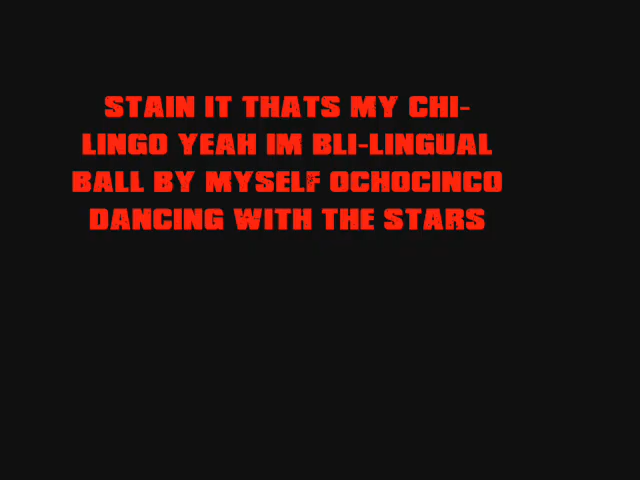 STAIN IT THATS MY CHI-
LINGO YEAH IM BLI-LINGUAL
BALL BY MYSELF OCHOCINCO
DANCING WITH THE STARS